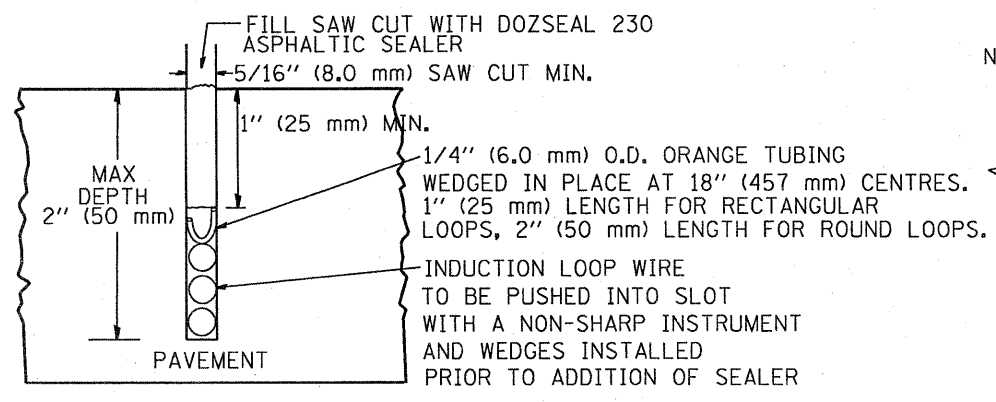 FILL SAW CUT WITH DOZSEAL 230
ASPHALTIC SEALER
5/16" (8.0 mm) SAW CUT MIN.
N
1" (25 mm) MIN.
MAX
DEPTH
2" (50 mm)
1/4" (6.0 mm) O.D. ORANGE TUBING
WEDGED IN PLACE AT 18" (457 mm) CENTRES.
1" (25 mm) LENGTH FOR RECTANGULAR
LOOPS, 2" (50 mm) LENGTH FOR ROUND LOOPS.
INDUCTION LOOP WIRE
TO BE PUSHED INTO SLOT
WITH A NON-SHARP INSTRUMENT
AND WEDGES INSTALLED
PRIOR TO ADDITION OF SEALER
PAVEMENT